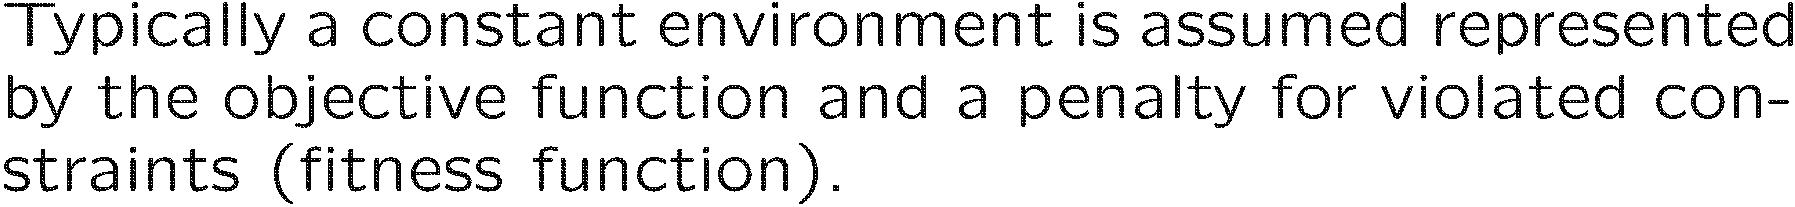 Typically a constant environment is assumed represented
by the objective function and a penalty for violated con-
straints (fitness function).